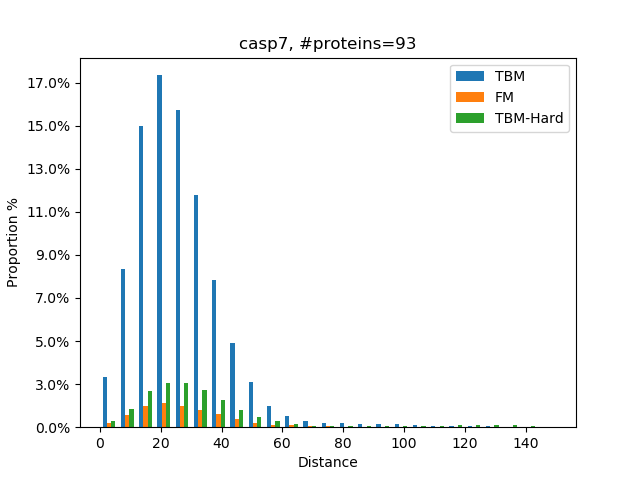 casp7, #proteins=93
TBM
FM
TBM-Hard
Proportion %
17.0%
15.0%
13.0%
11.0%
9.0%
7.0%
5.0%
3.0%
0.0%
0 20 40 60 80 100 120 140
Distance